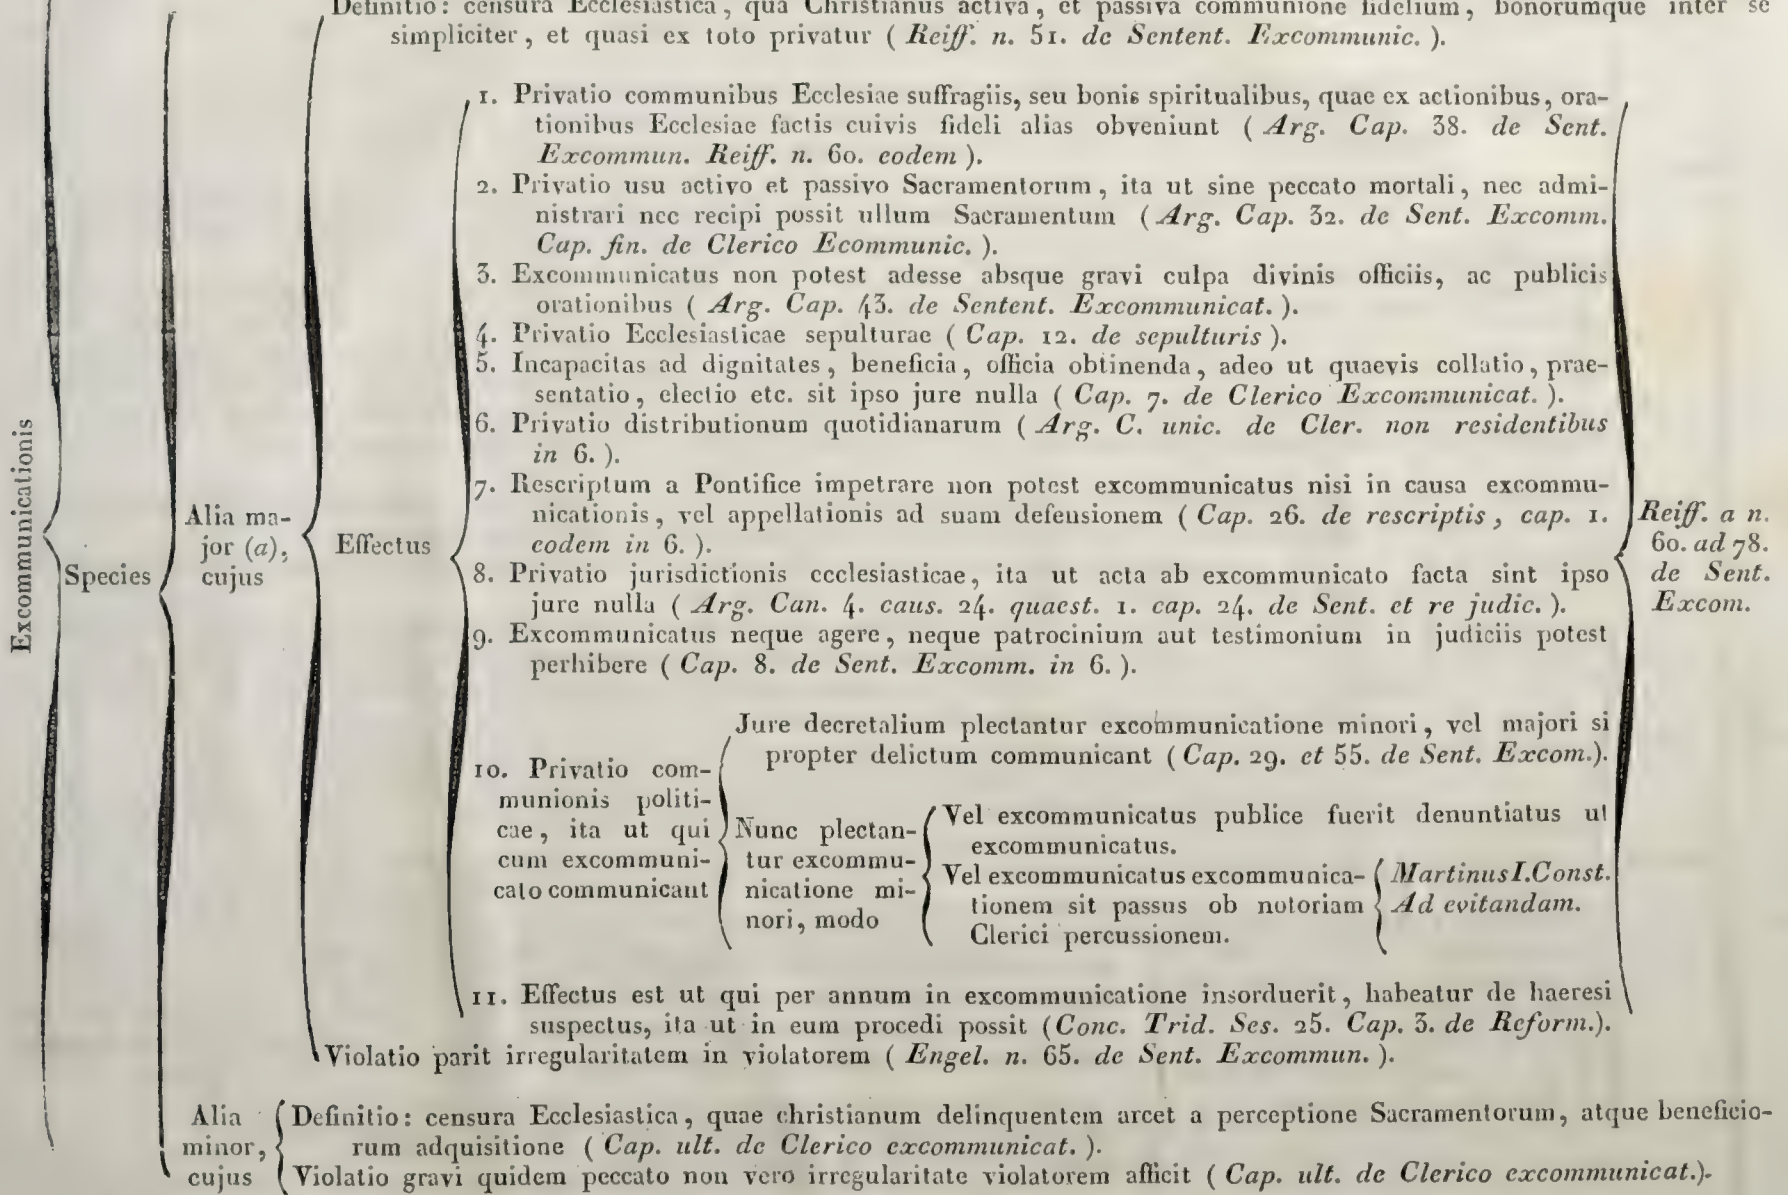 Definitio: censura Ecclesiastica, qua Christianus activa, et passiva communione fidelium, bonorumque inter se
simpliciter, et quasi ex toto privatur ( Reiff. n. 51. de Sentent. Excommunic. ).
1. Privatio communibus Ecclesiae suffragiis, seu bonis spiritualibus, quae ex actionibus, ora-
tionibus Ecclesiae factis cuivis fideli alias obveniunt ( Arg. Cap. 38. de Sent.
Excommun. Reiff. n. 60. eodem ).
2. Privatio usu activo et passivo Sacramentorum, ita ut sine peccato mortali, nec admi-
nistrari nec recipi possit ullum Sacramentum ( Arg. Cap. 32. de Sent. Excomm.
Cap. fin. de Clerico Ecommunic. ).
3. Excommunicatus non potest adesse absque gravi culpa divinis officiis, ac publicis
orationibus ( Arg. Cap. 43. de Sentent. Excommunicat. ).
4. Privatio Ecclesiasticae sepulturae ( Cap. 12. de sepulturis ).
5. Incapacitas ad dignitates, beneficia, officia obtinenda, adeo ut quaevis collatio, prae-
sentatio, electio etc. sit ipso jure nulla ( Cap. 7. de Clerico Excommunicat. ).
6. Privatio distributionum quotidianarum ( Arg. C. unic. de Cler. non residentibus
in 6. ).
7. Rescriptum a Pontifice impetrare non potest excommunicatus nisi in causa excommu-
nicationis, vel appellationis ad suam defensionem ( Cap. 26. de rescriptis, cap. 1.
eodem in 6. ).
8. Privatio jurisdictionis ecclesiasticae, ita ut acta ab excommunicato facta sint ipso
jure nulla ( Arg. Can. 4. caus. 24. quaest. 1. cap. 24. de Sent. et re judic. ).
9. Excommunicatus neque agere, neque patrocinium aut testimonium in judiciis potest
perhibere ( Cap. 8. de Sent. Excomm. in 6. ).
Excommunicationis
Species
Alia ma-
jor (a),
cujus
Effectus
Reiff. a n.
60. ad 78.
de Sent.
Excom.
10. Privatio com-
munionis politi-
cae, ita ut qui
cum excommuni-
cato communicant
Jure decretalium plectantur excommunicatione minori, vel majori si
propter delictum communicant ( Cap. 29. et 55. de Sent. Excom.).
Nunc plectan-
tur excommu-
nicatione mi-
nori, modo
Vel excommunicatus publice fuerit denuntiatus ut
excommunicatus.
Vel excommunicatus excommunica-
tionem sit passus ob notoriam
Clerici percussionem.
Martinus I. Const.
Ad evitandam.
11. Effectus est ut qui per annum in excommunicatione insorduerit, habeatur de haeresi
suspectus, ita ut in eum procedi possit (Conc. Trid. Ses. 25. Cap. 3. de Reform.).
Violatio parit irregularitatem in violatorem ( Engel. n. 65. de Sent. Excommun. ).
Alia
minor,
cujus
Definitio: censura Ecclesiastica, quae christianum delinquentem arcet a perceptione Sacramentorum, atque beneficio-
rum adquisitione ( Cap. ult. de Clerico excommunicat. ).
Violatio gravi quidem peccato non vero irregularitate violatorem afficit ( Cap. ult. de Clerico excommunicat.).